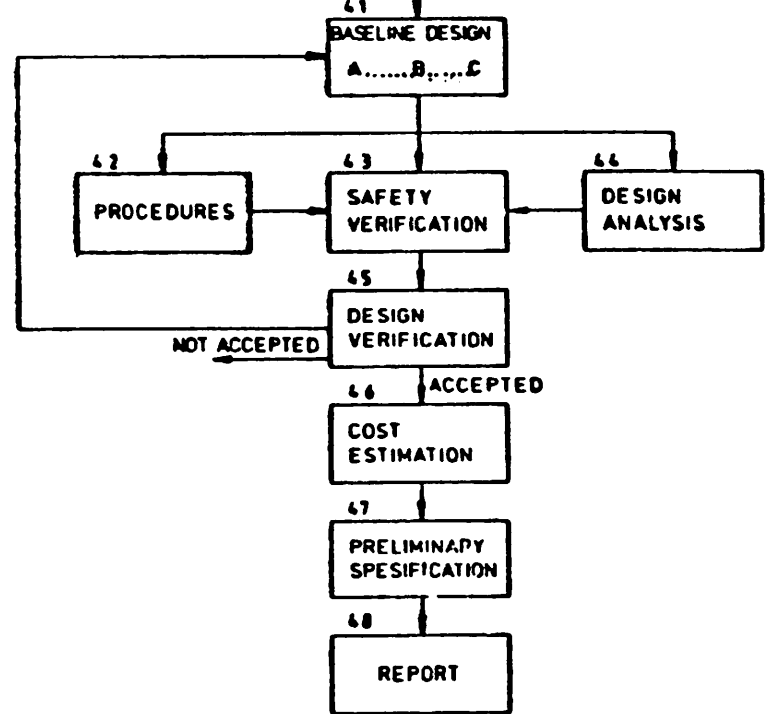 41
BASELINE DESIGN
A......B.....C
42
PROCEDURES
43
SAFETY
VERIFICATION
44
DESIGN
ANALYSIS
45
DESIGN
VERIFICATION
NOT ACCEPTED
ACCEPTED
46
COST
ESTIMATION
47
PRELIMINARY
SPESIFICATION
48
REPORT